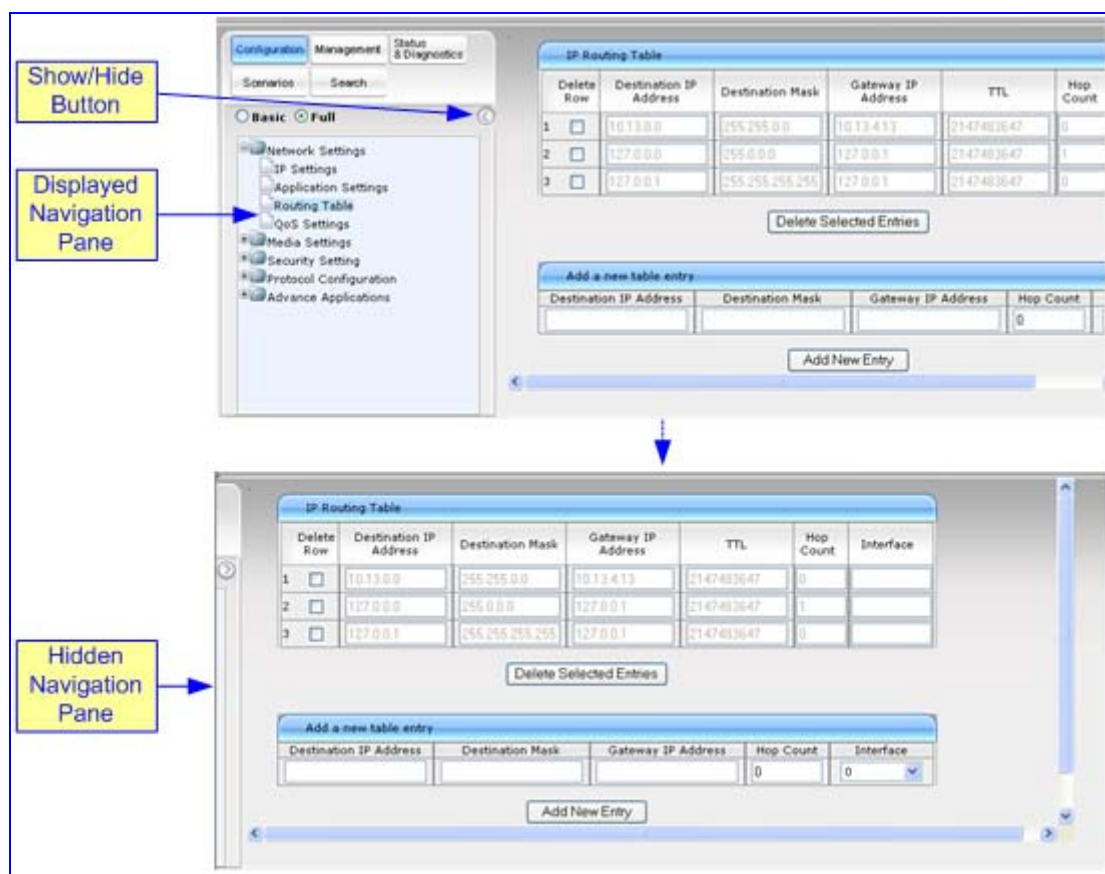 Show/Hide
Button
Displayed
Navigation
Pane
Configuration Management Status
& Diagnostics
Scenarios Search
Basic Full
Network Settings
IP Settings
Application Settings
Routing Table
QoS Settings
Media Settings
Security Setting
Protocol Configuration
Advance Applications
IP Routing Table
Delete
Row Destination IP
Address Destination Mask Gateway IP
Address TTL Hop
Count
1 10.13.0.0 255.255.0.0 10.13.4.13 2147483647 0
2 127.0.0.0 255.0.0.0 127.0.0.1 2147483647 1
3 127.0.0.1 255.255.255.255 127.0.0.1 2147483647 0
Delete Selected Entries
Add a new table entry
Destination IP Address Destination Mask Gateway IP Address Hop Count
0
Add New Entry
Hidden
Navigation
Pane
IP Routing Table
Delete
Row Destination IP
Address Destination Mask Gateway IP
Address TTL Hop
Count Interface
1 10.13.0.0 255.255.0.0 10.13.4.13 2147483647 0
2 127.0.0.0 255.0.0.0 127.0.0.1 2147483647 1
3 127.0.0.1 255.255.255.255 127.0.0.1 2147483647 0
Delete Selected Entries
Add a new table entry
Destination IP Address Destination Mask Gateway IP Address Hop Count Interface
0 0
Add New Entry